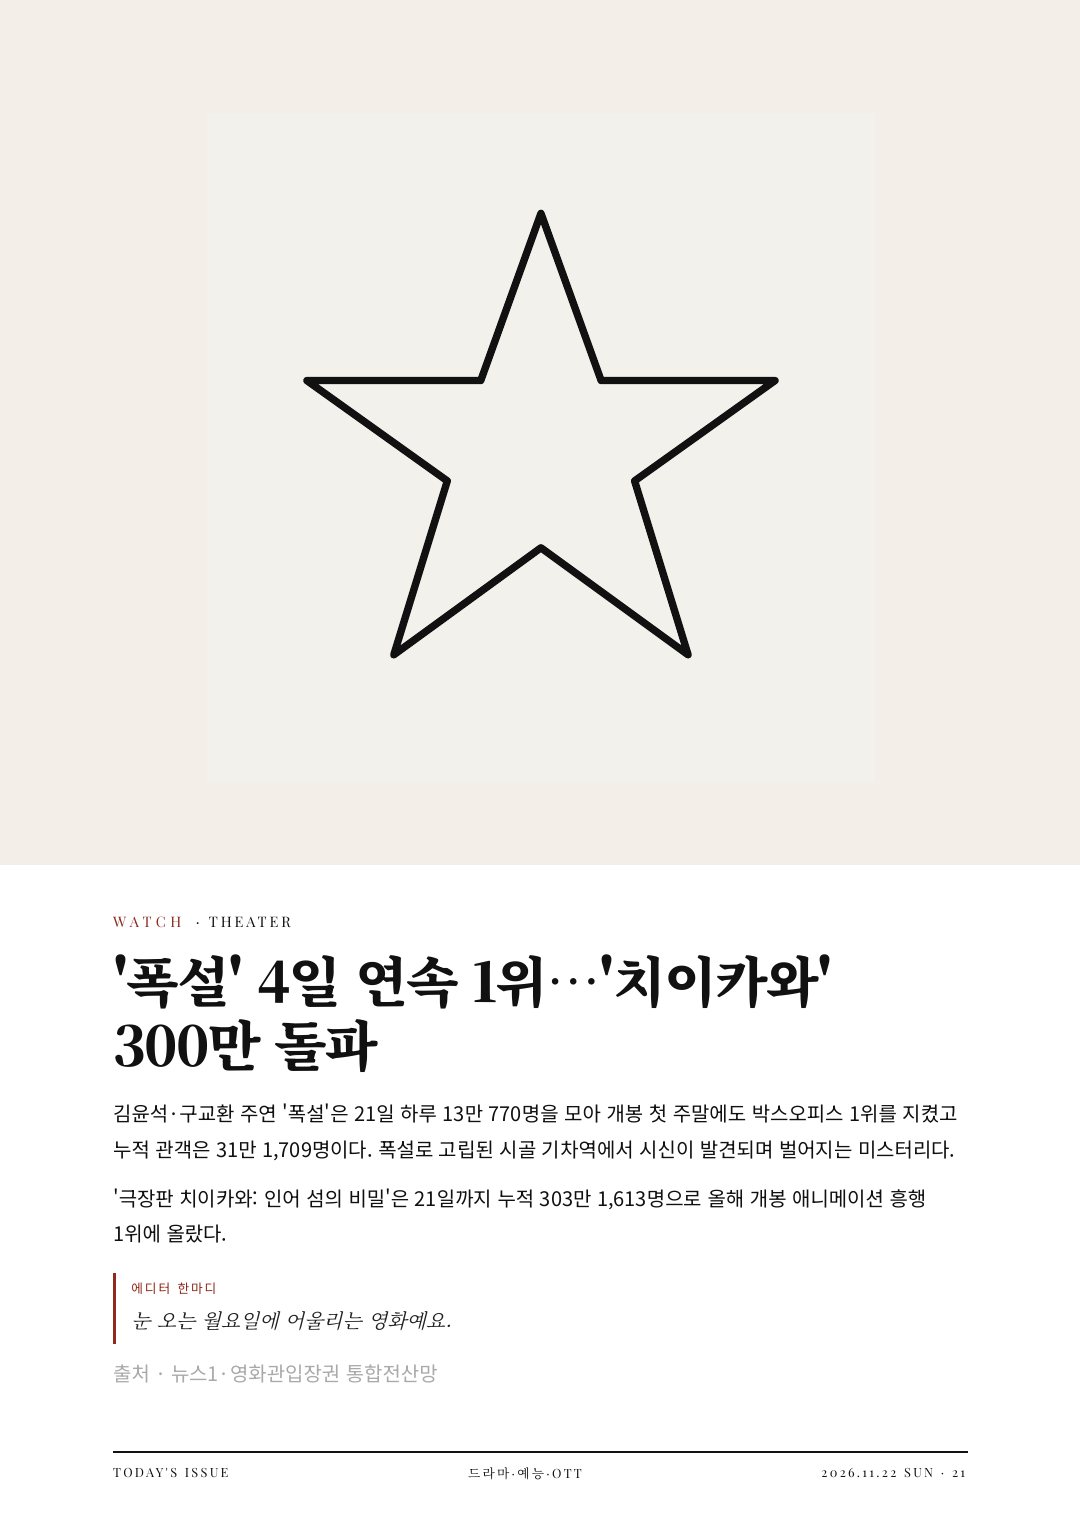 WATCH · THEATER
'폭설' 4일 연속 1위…'치이카와'
300만 돌파
김윤석·구교환 주연 '폭설'은 21일 하루 13만 770명을 모아 개봉 첫 주말에도 박스오피스 1위를 지켰고
누적 관객은 31만 1,709명이다. 폭설로 고립된 시골 기차역에서 시신이 발견되며 벌어지는 미스터리다.
'극장판 치이카와: 인어 섬의 비밀'은 21일까지 누적 303만 1,613명으로 올해 개봉 애니메이션 흥행
1위에 올랐다.
에디터 한마디
눈 오는 월요일에 어울리는 영화예요.
출처 · 뉴스1·영화관입장권 통합전산망
TODAY'S ISSUE
드라마·예능·OTT
2026.11.22 SUN · 21